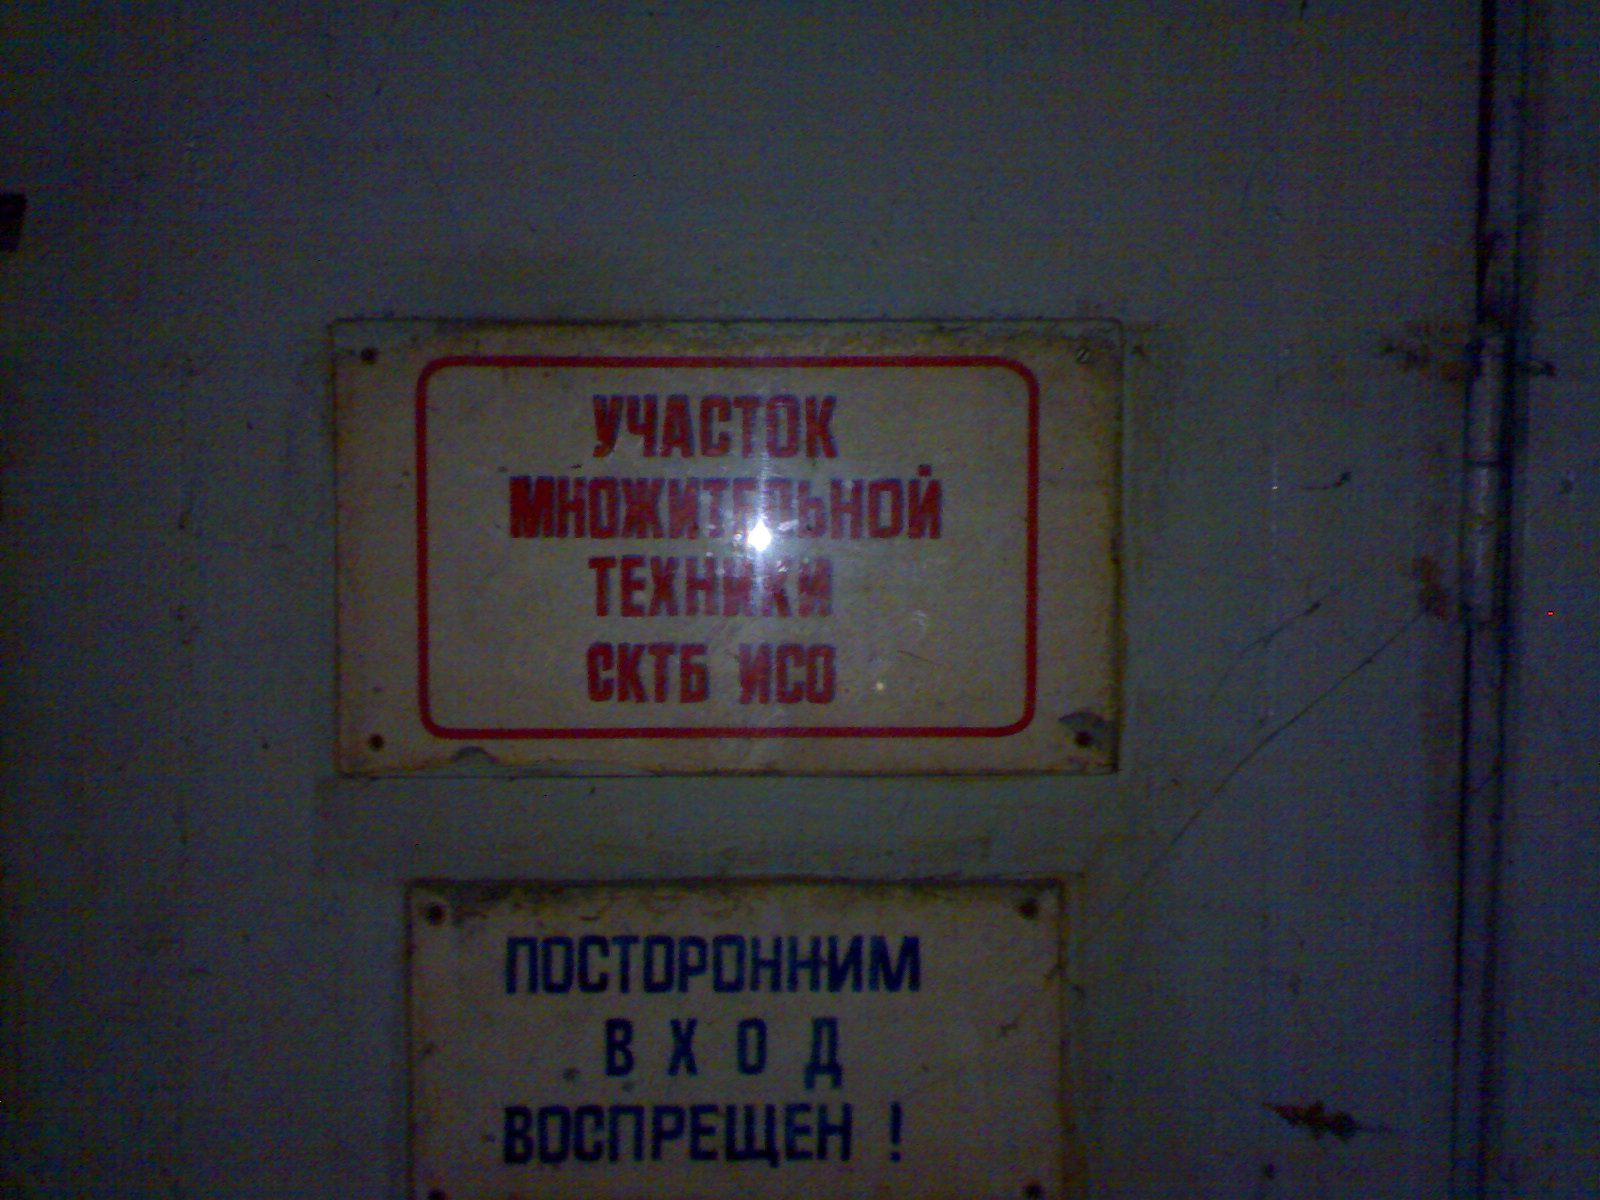 УЧАСТОК
МНОЖИТЕЛЬНОЙ
ТЕХНИКИ
СКТБ ИСО
ПОСТОРОННИМ
ВХОД
ВОСПРЕЩЕН !